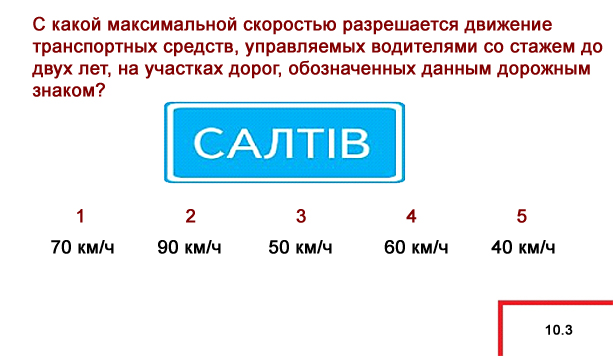 С какой максимальной скоростью разрешается движение
транспортных средств, управляемых водителями со стажем до
двух лет, на участках дорог, обозначенных данным дорожным
знаком?
САЛТІВ
1 2 3 4 5
70 км/ч 90 км/ч 50 км/ч 60 км/ч 40 км/ч
10.3